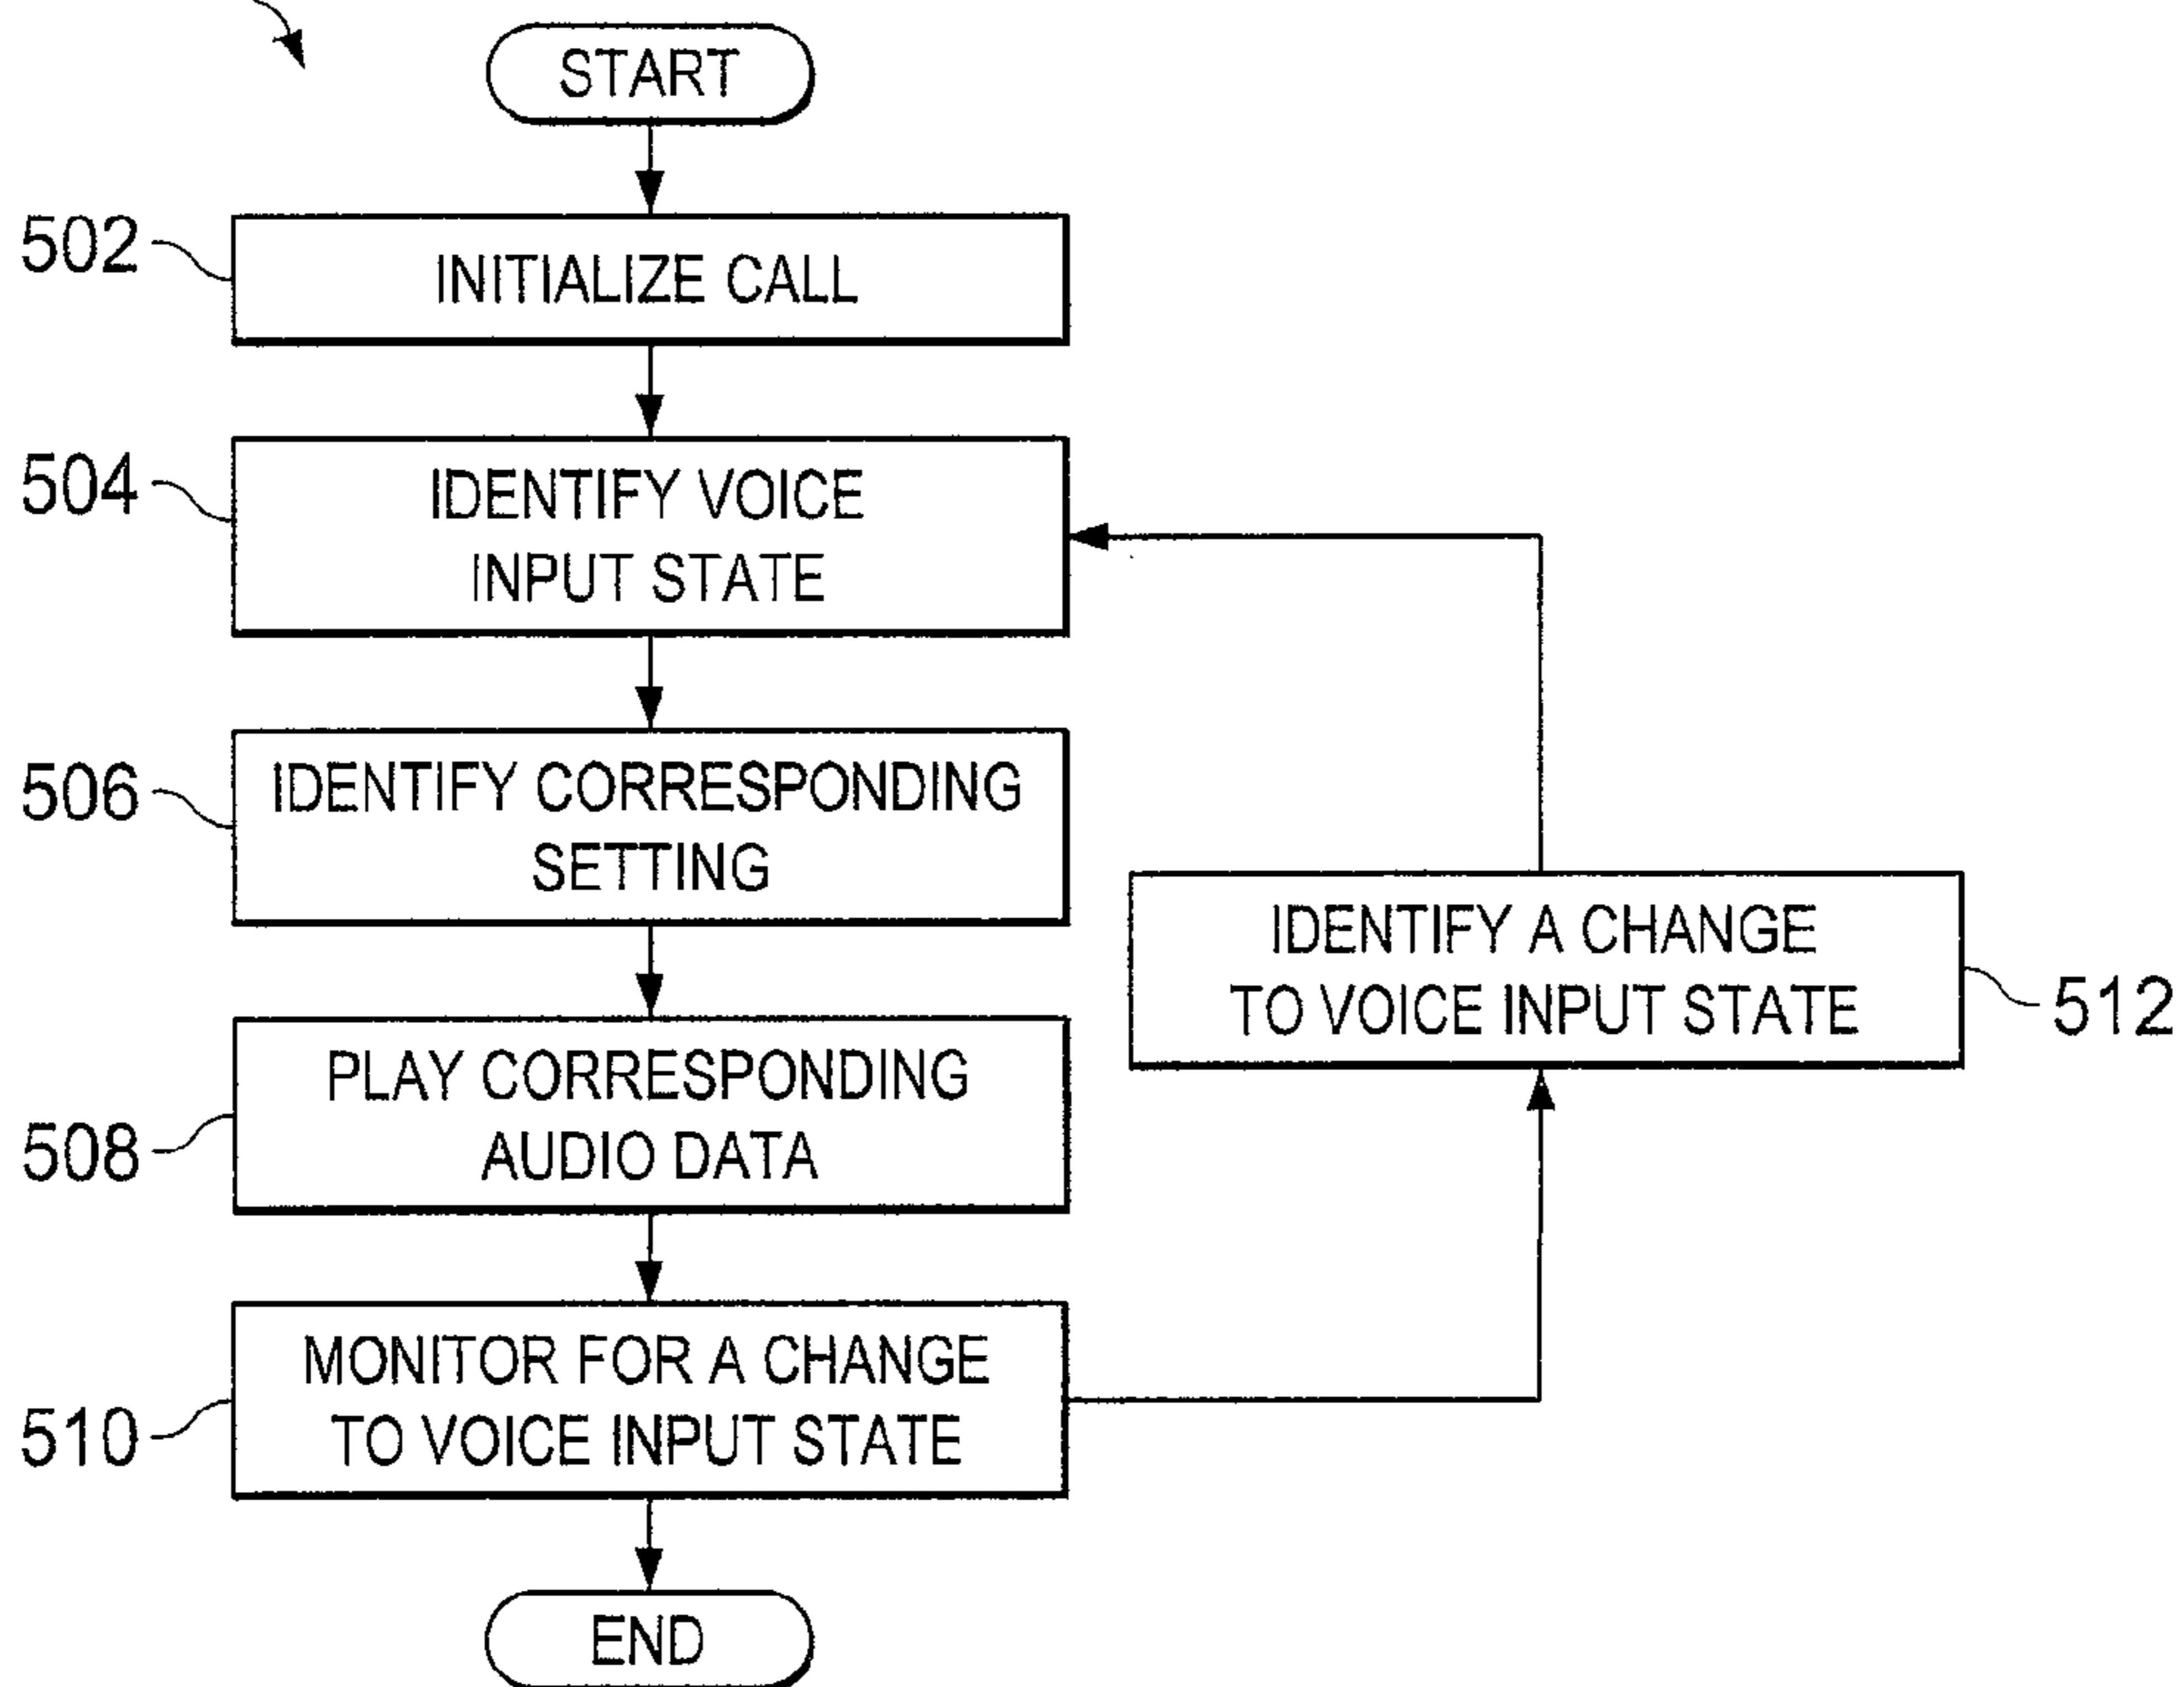 START
502
INITIALIZE CALL
504
IDENTIFY VOICE
INPUT STATE
506
IDENTIFY CORRESPONDING
SETTING
508
PLAY CORRESPONDING
AUDIO DATA
510
MONITOR FOR A CHANGE
TO VOICE INPUT STATE
IDENTIFY A CHANGE
TO VOICE INPUT STATE
512
END